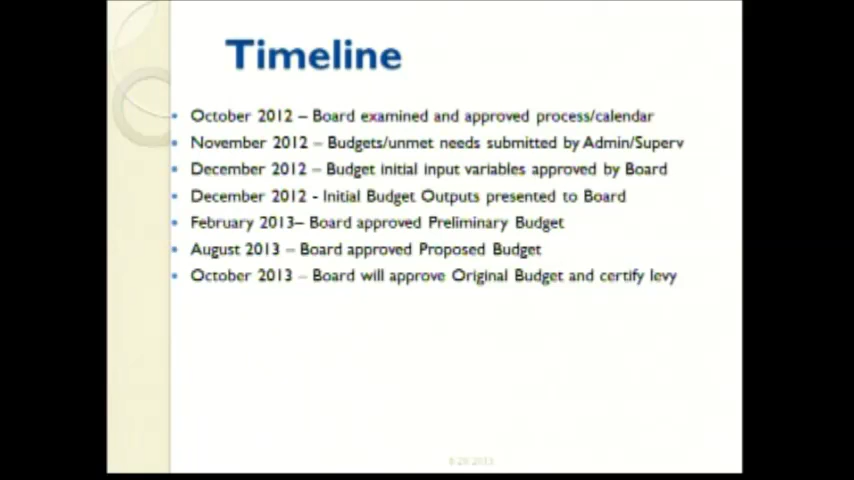 Timeline
October 2012 – Board examined and approved process/calendar
November 2012 – Budgets/unmet needs submitted by Admin/Superv
December 2012 – Budget initial input variables approved by Board
December 2012 - Initial Budget Outputs presented to Board
February 2013– Board approved Preliminary Budget
August 2013 – Board approved Proposed Budget
October 2013 – Board will approve Original Budget and certify levy